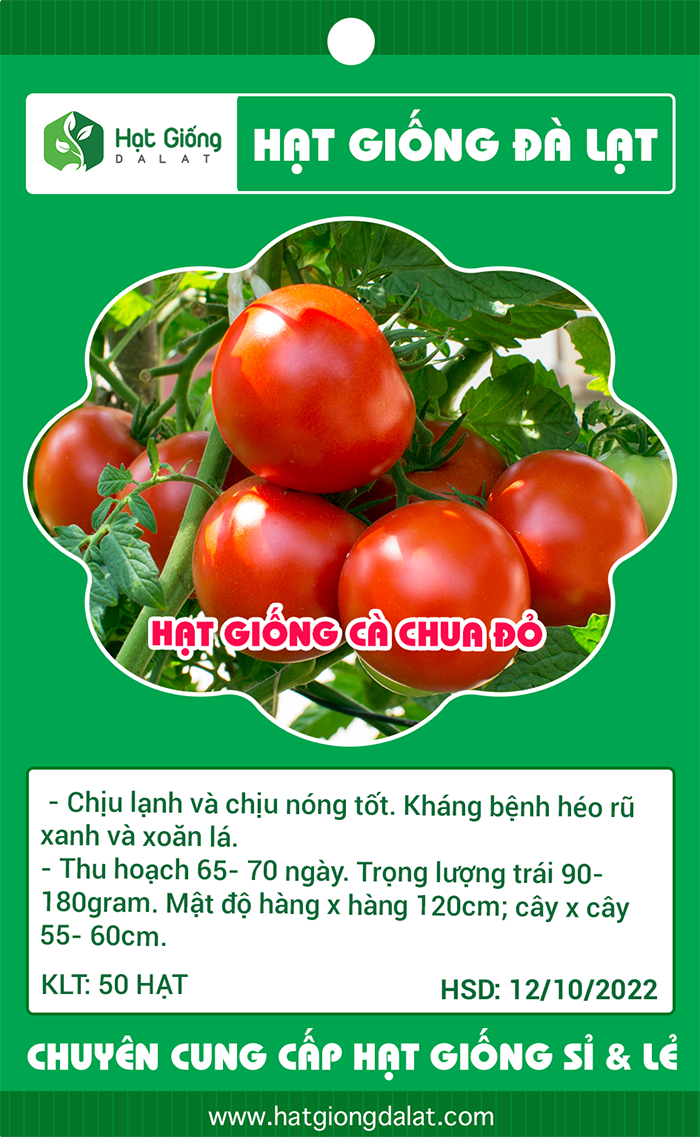 Hạt Giống
DALAT
HẠT GIỐNG ĐÀ LẠT
HẠT GIỐNG CÀ CHUA ĐỎ
- Chịu lạnh và chịu nóng tốt. Kháng bệnh héo rũ
xanh và xoăn lá.
- Thu hoạch 65- 70 ngày. Trọng lượng trái 90-
180gram. Mật độ hàng x hàng 120cm; cây x cây
55- 60cm.
KLT: 50 HẠT
HSD: 12/10/2022
CHUYÊN CUNG CẤP HẠT GIỐNG SỈ & LẺ
www.hatgiongdalat.com